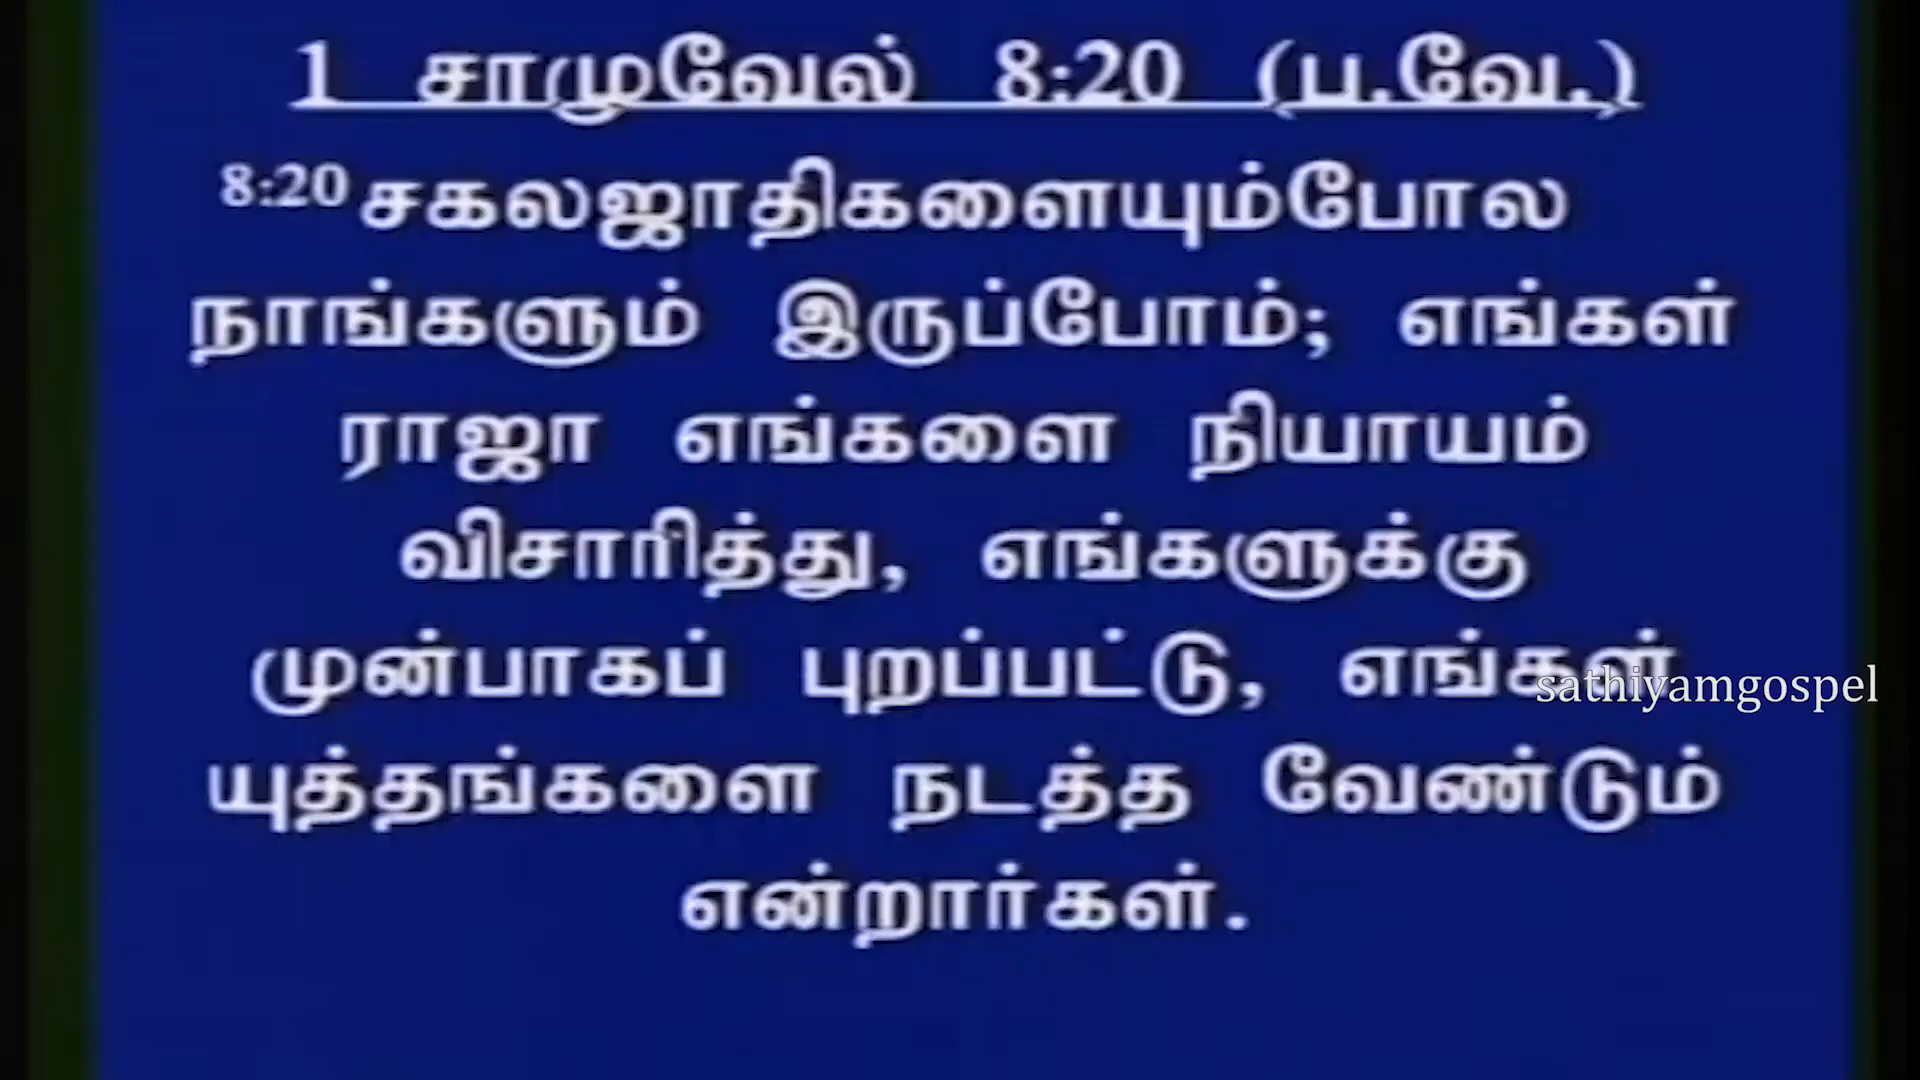 1 சாமுவேல் 8:20 (ப.வே.)
8:20 சகலஜாதிகளையும்போல
நாங்களும் இருப்போம்; எங்கள்
ராஜா எங்களை நியாயம்
விசாரித்து, எங்களுக்கு
முன்பாகப் புறப்பட்டு, எங்கள்
sathiyamgospel
யுத்தங்களை நடத்த வேண்டும்
என்றார்கள்.